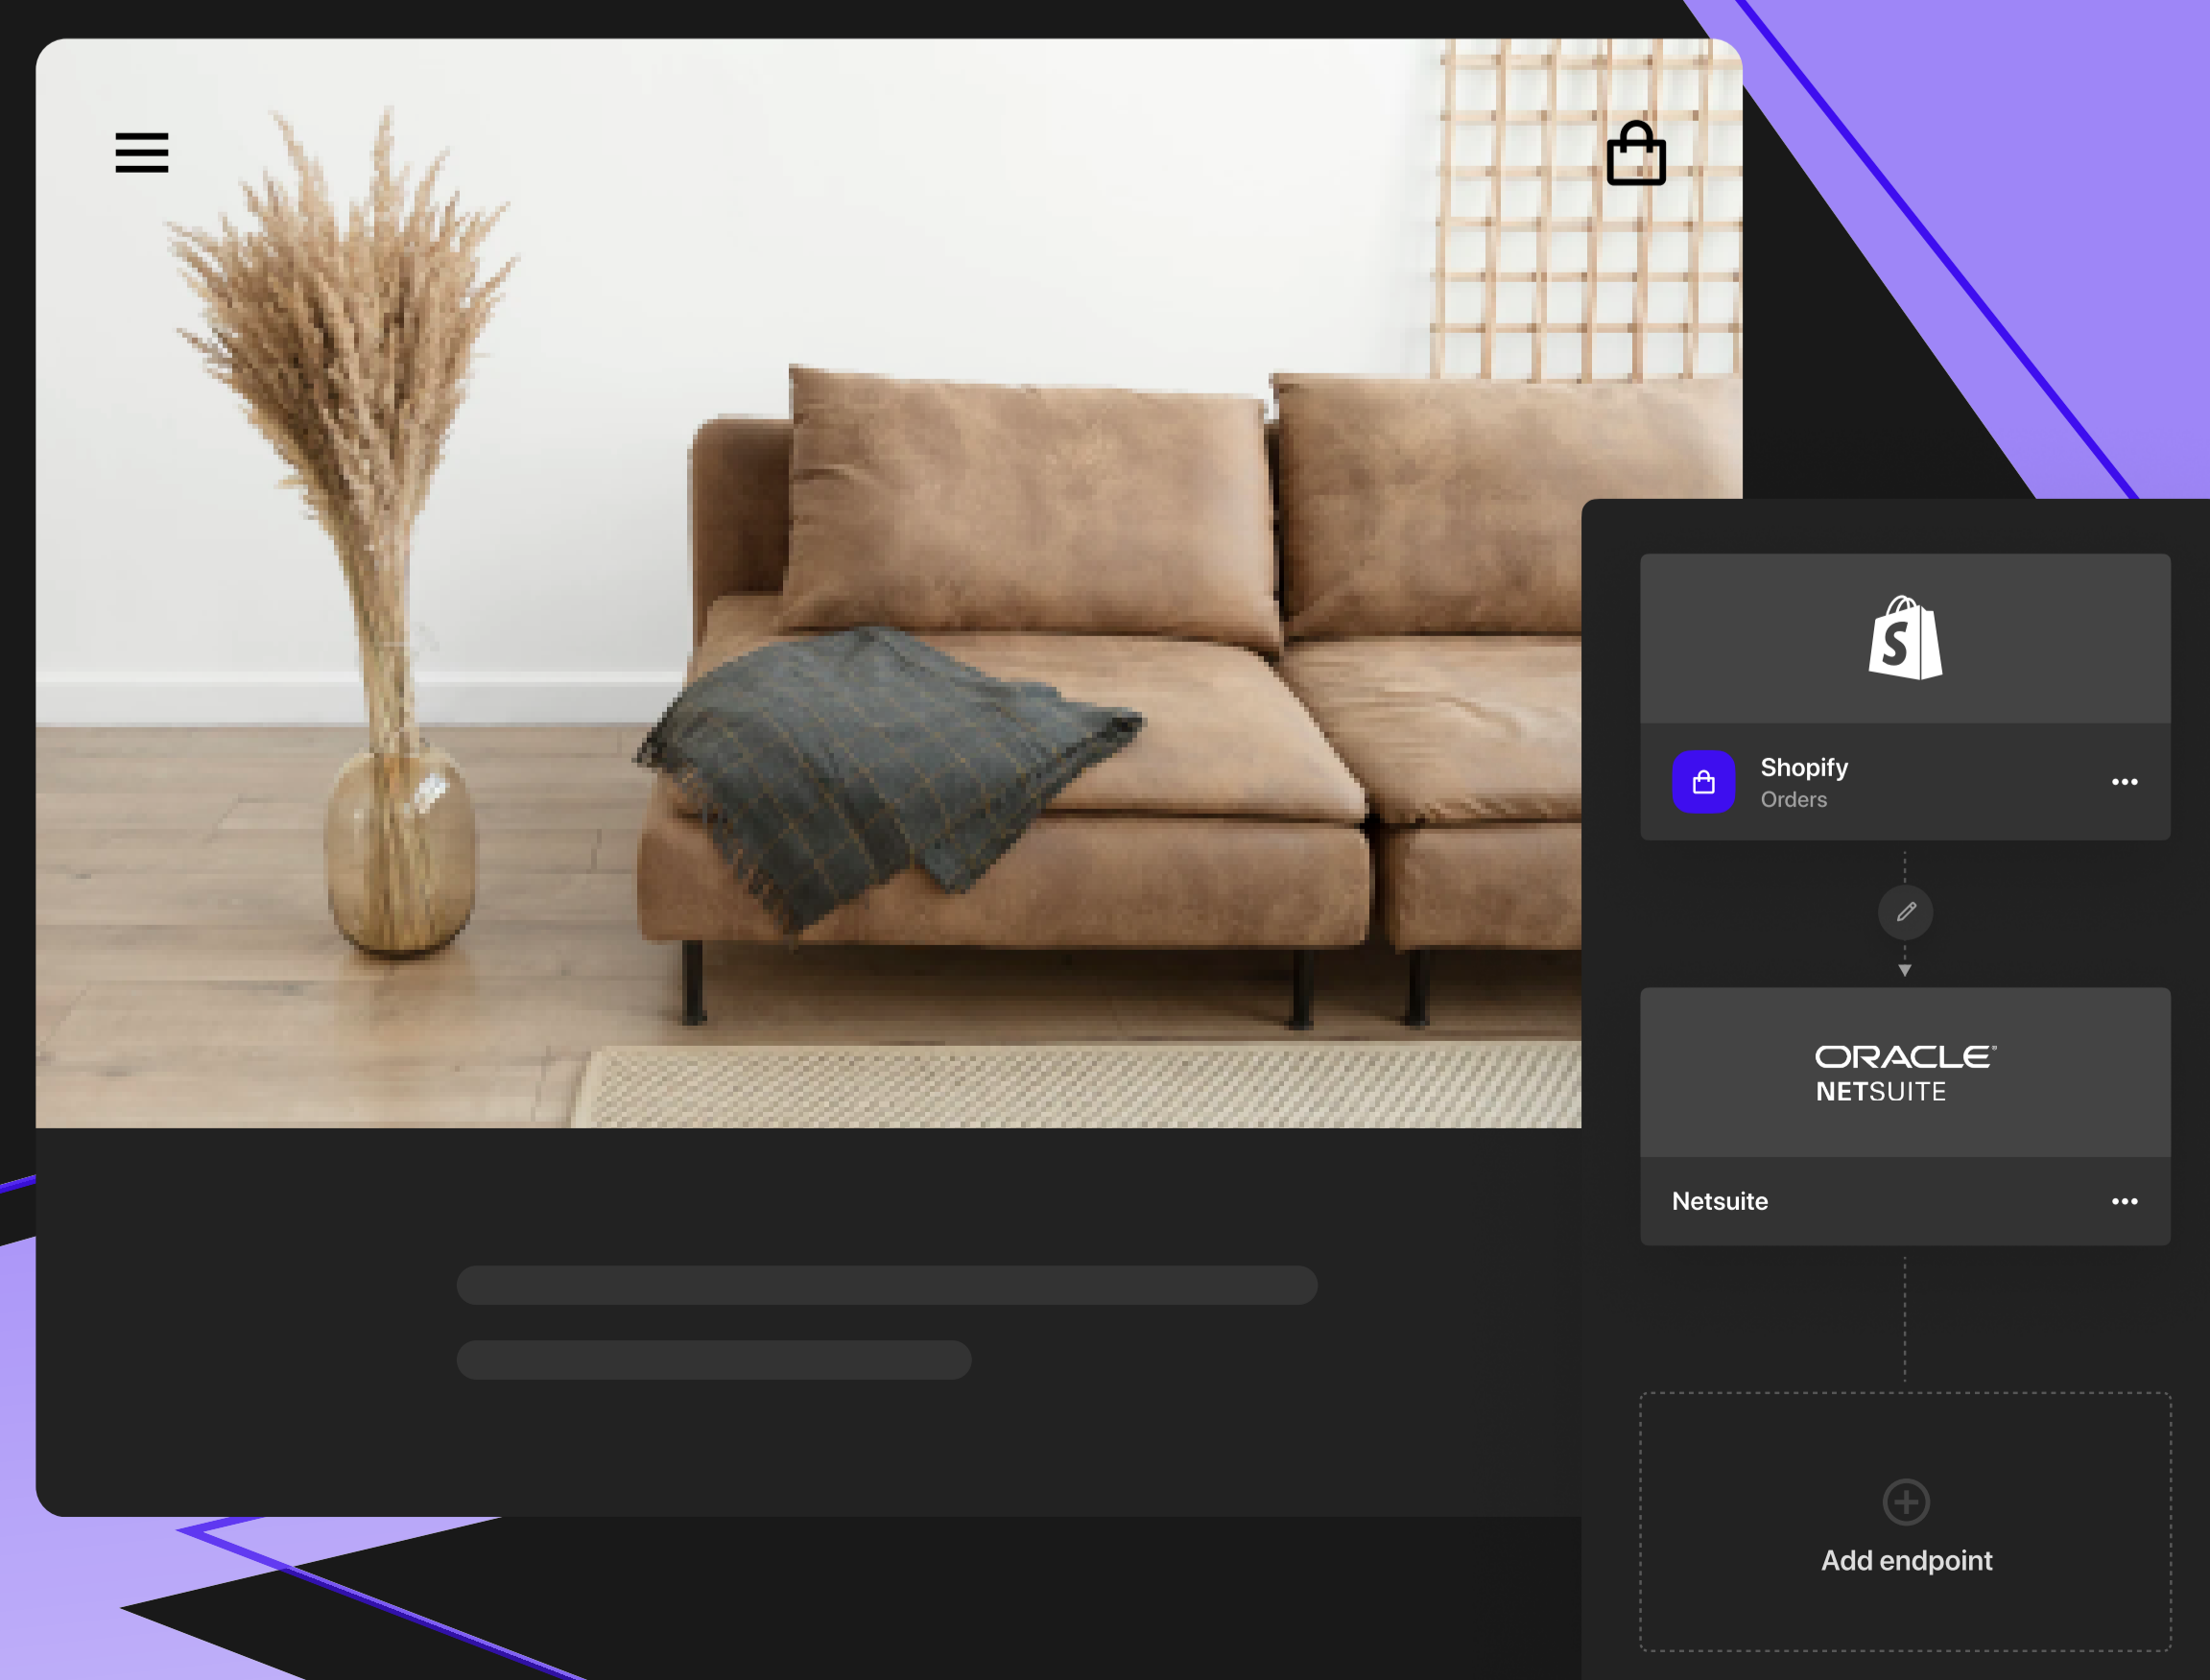 Shopify
Orders
ORACLE
NETSUITE
Netsuite
Add endpoint